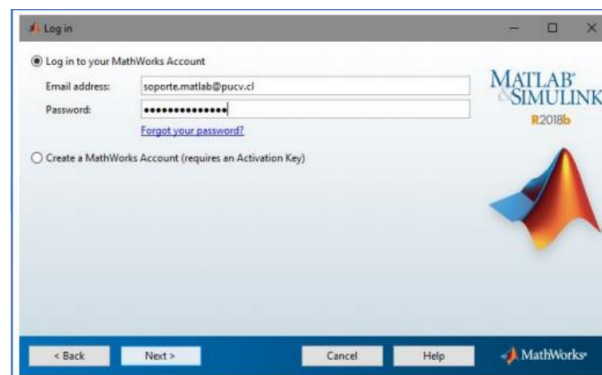 Log in
Log in to your MathWorks Account
Email address: soporte.matlab@pucv.cl
Password: ••••••••••••••
Forgot your password?
Create a MathWorks Account (requires an Activation Key)
MATLAB®
&SIMULINK
R2018b
< Back Next > Cancel Help MathWorks®